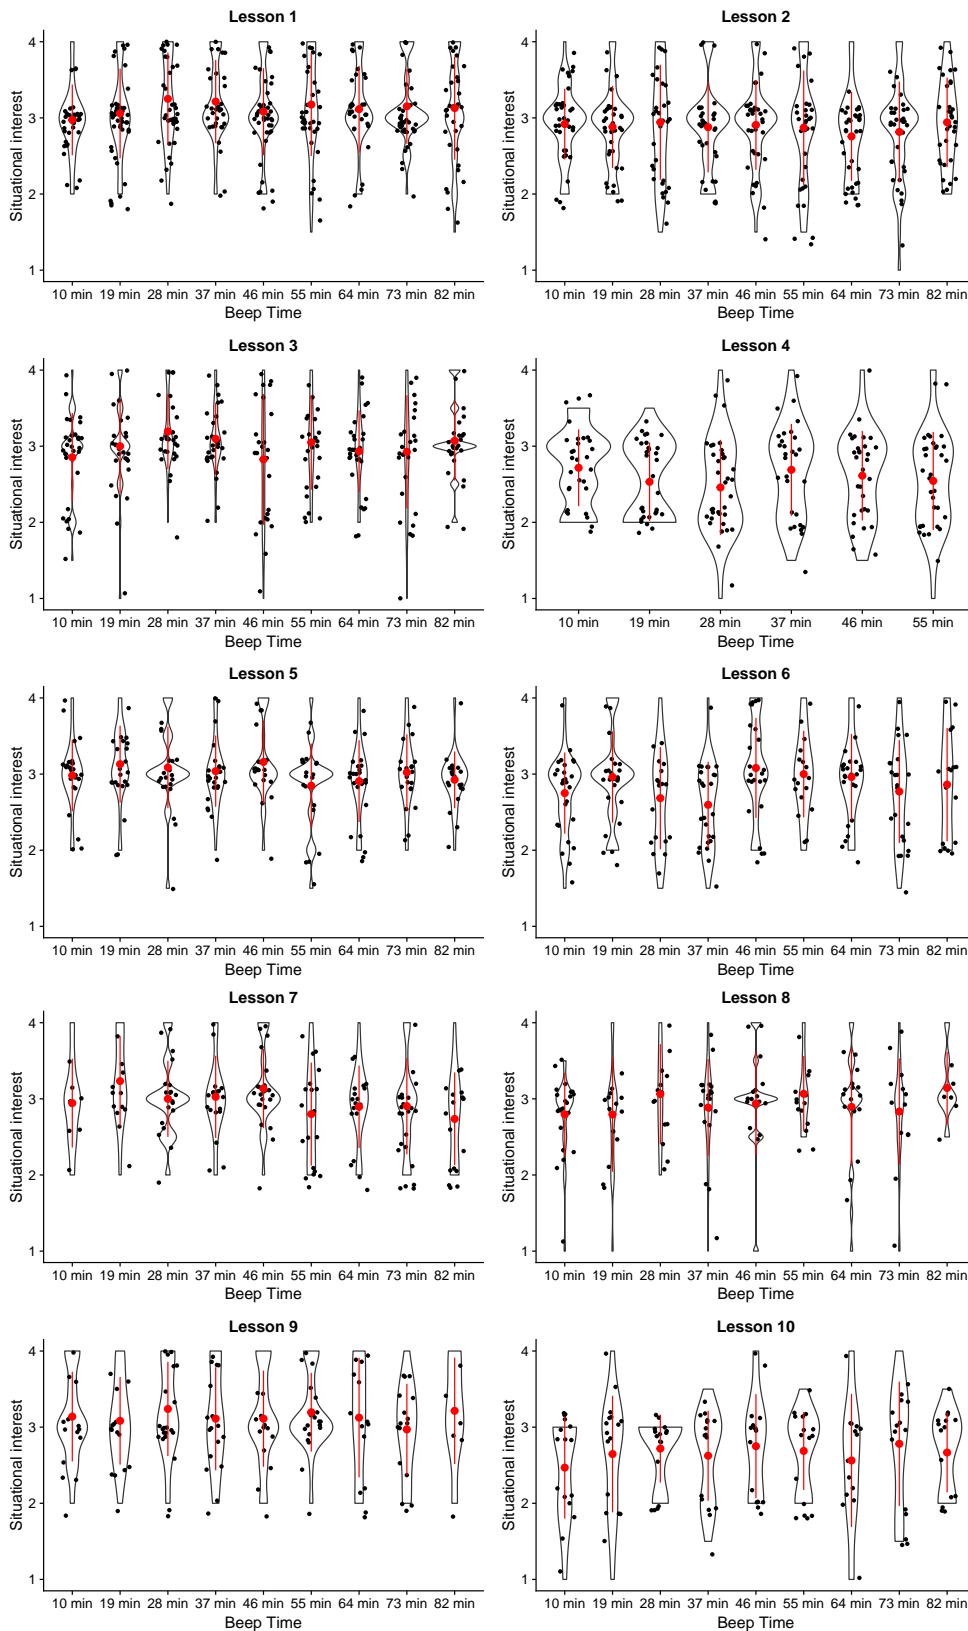 Lesson 1
Situational interest
4
3
2
1
10 min 19 min 28 min 37 min 46 min 55 min 64 min 73 min 82 min
Beep Time
Lesson 2
Situational interest
4
3
2
1
10 min 19 min 28 min 37 min 46 min 55 min 64 min 73 min 82 min
Beep Time
Lesson 3
Situational interest
4
3
2
1
10 min 19 min 28 min 37 min 46 min 55 min 64 min 73 min 82 min
Beep Time
Lesson 4
Situational interest
4
3
2
1
10 min 19 min 28 min 37 min 46 min 55 min
Beep Time
Lesson 5
Situational interest
4
3
2
1
10 min 19 min 28 min 37 min 46 min 55 min 64 min 73 min 82 min
Beep Time
Lesson 6
Situational interest
4
3
2
1
10 min 19 min 28 min 37 min 46 min 55 min 64 min 73 min 82 min
Beep Time
Lesson 7
Situational interest
4
3
2
1
10 min 19 min 28 min 37 min 46 min 55 min 64 min 73 min 82 min
Beep Time
Lesson 8
Situational interest
4
3
2
1
10 min 19 min 28 min 37 min 46 min 55 min 64 min 73 min 82 min
Beep Time
Lesson 9
Situational interest
4
3
2
1
10 min 19 min 28 min 37 min 46 min 55 min 64 min 73 min 82 min
Beep Time
Lesson 10
Situational interest
4
3
2
1
10 min 19 min 28 min 37 min 46 min 55 min 64 min 73 min 82 min
Beep Time